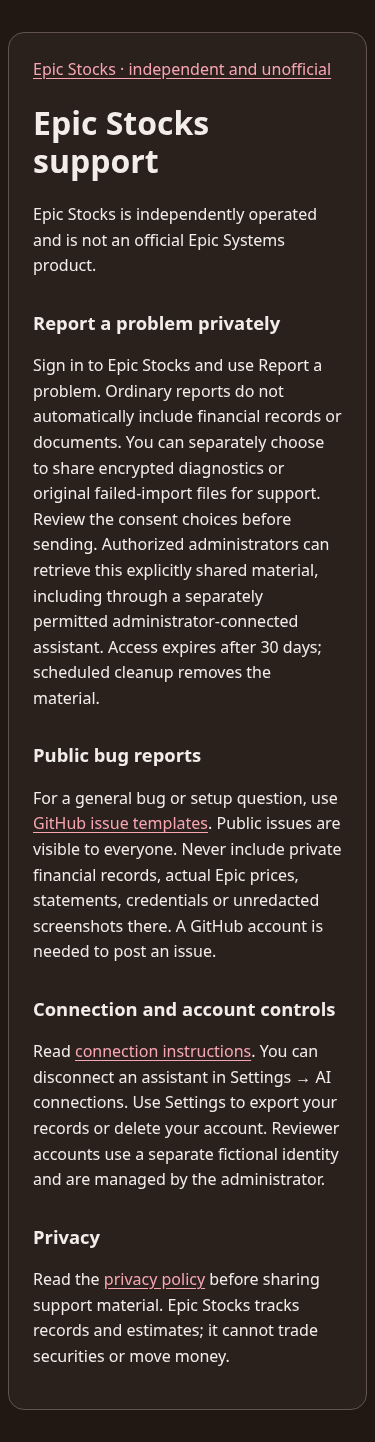 Epic Stocks · independent and unofficial
Epic Stocks
support
Epic Stocks is independently operated
and is not an official Epic Systems
product.
Report a problem privately
Sign in to Epic Stocks and use Report a
problem. Ordinary reports do not
automatically include financial records or
documents. You can separately choose
to share encrypted diagnostics or
original failed-import files for support.
Review the consent choices before
sending. Authorized administrators can
retrieve this explicitly shared material,
including through a separately
permitted administrator-connected
assistant. Access expires after 30 days;
scheduled cleanup removes the
material.
Public bug reports
For a general bug or setup question, use
GitHub issue templates. Public issues are
visible to everyone. Never include private
financial records, actual Epic prices,
statements, credentials or unredacted
screenshots there. A GitHub account is
needed to post an issue.
Connection and account controls
Read connection instructions. You can
disconnect an assistant in Settings → AI
connections. Use Settings to export your
records or delete your account. Reviewer
accounts use a separate fictional identity
and are managed by the administrator.
Privacy
Read the privacy policy before sharing
support material. Epic Stocks tracks
records and estimates; it cannot trade
securities or move money.